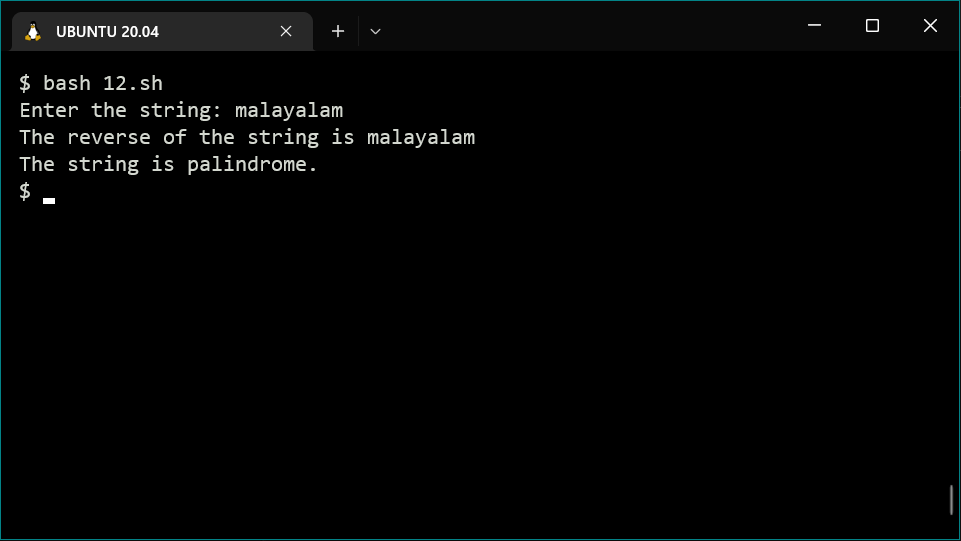 UBUNTU 20.04
$ bash 12.sh
Enter the string: malayalam
The reverse of the string is malayalam
The string is palindrome.
$